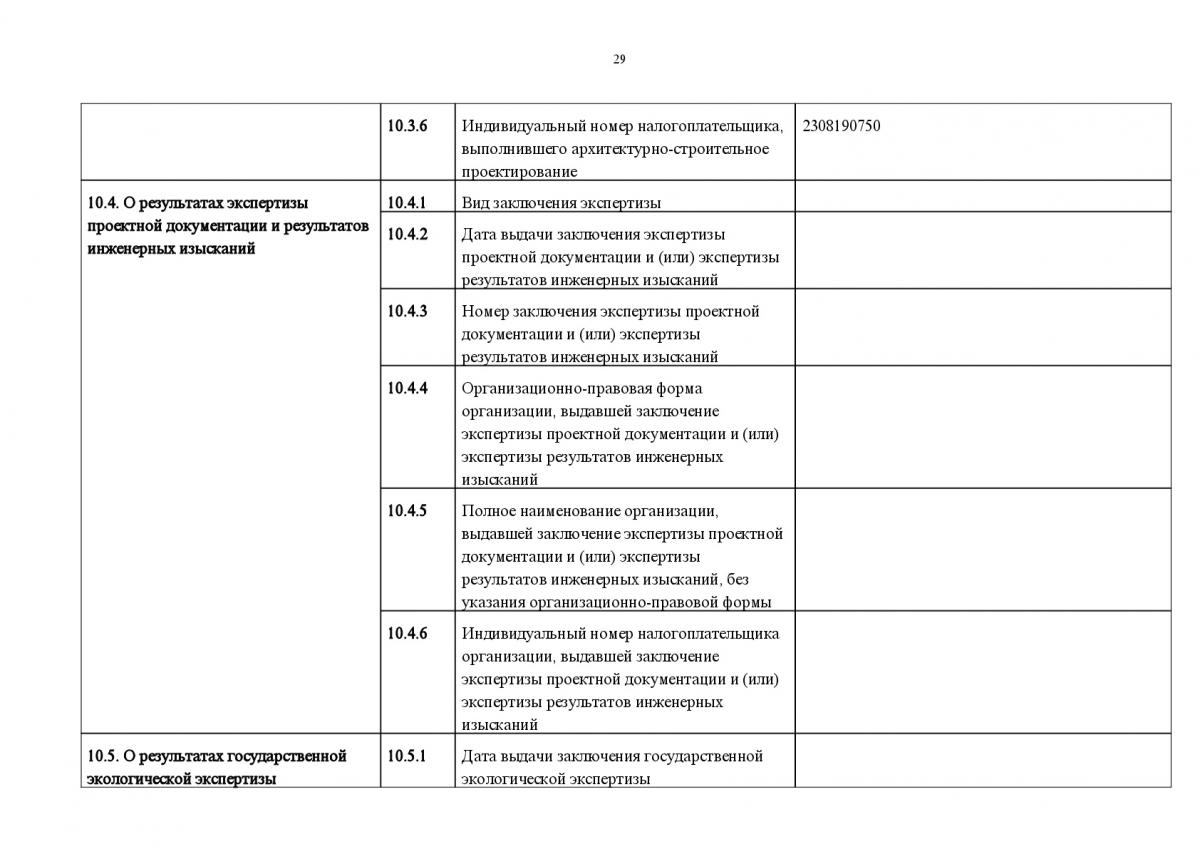 29
10.3.6 Индивидуальный номер налогоплательщика, 2308190750
выполнившего архитектурно-строительное
проектирование
10.4. О результатах экспертизы 10.4.1 Вид заключения экспертизы
проектной документации и результатов
инженерных изысканий
10.4.2 Дата выдачи заключения экспертизы
проектной документации и (или) экспертизы
результатов инженерных изысканий
10.4.3 Номер заключения экспертизы проектной
документации и (или) экспертизы
результатов инженерных изысканий
10.4.4 Организационно-правовая форма
организации, выдавшей заключение
экспертизы проектной документации и (или)
экспертизы результатов инженерных
изысканий
10.4.5 Полное наименование организации,
выдавшей заключение экспертизы проектной
документации и (или) экспертизы
результатов инженерных изысканий, без
указания организационно-правовой формы
10.4.6 Индивидуальный номер налогоплательщика
организации, выдавшей заключение
экспертизы проектной документации и (или)
экспертизы результатов инженерных
изысканий
10.5. О результатах государственной 10.5.1 Дата выдачи заключения государственной
экологической экспертизы экологической экспертизы